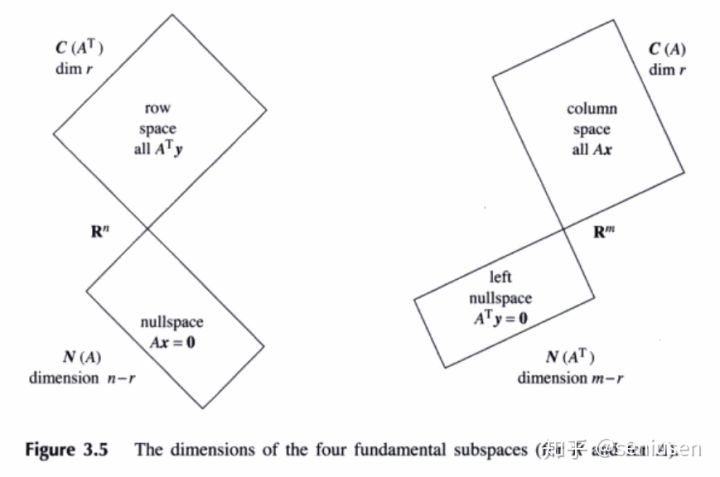 C (Aᵀ)
dim r
row
space
all Aᵀy
Rⁿ
nullspace
Ax = 0
N (A)
dimension n−r
C (A)
dim r
column
space
all Ax
Rᵐ
left
nullspace
Aᵀy = 0
N (Aᵀ)
dimension m−r
Figure 3.5 The dimensions of the four fundamental subspaces
知乎